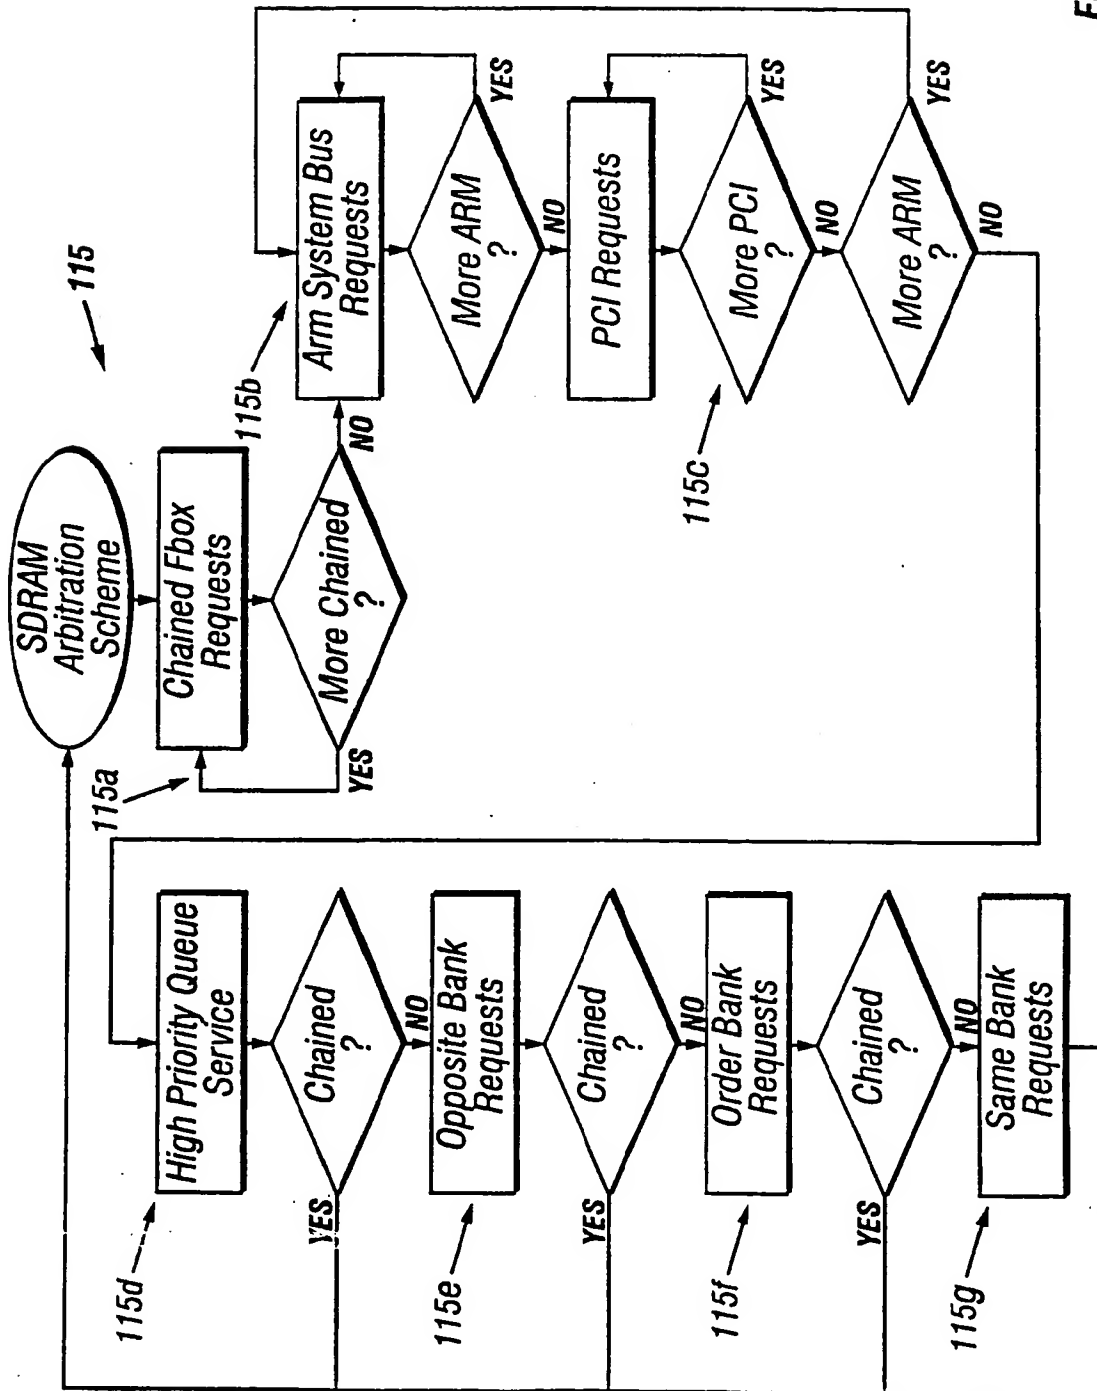 SDRAM
Arbitration
Scheme
115
115a
Chained Fbox
Requests
More Chained
?
YES
NO
115b
Arm System Bus
Requests
More ARM
?
YES
NO
PCI Requests
115c
More PCI
?
YES
NO
More ARM
?
YES
NO
115d
High Priority Queue
Service
Chained
?
YES
NO
115e
Opposite Bank
Requests
Chained
?
YES
NO
115f
Order Bank
Requests
Chained
?
YES
NO
115g
Same Bank
Requests